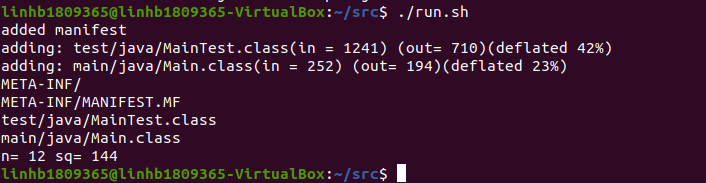 linhb1809365@linhb1809365-VirtualBox:~/src$ ./run.sh
added manifest
adding: test/java/MainTest.class(in = 1241) (out= 710)(deflated 42%)
adding: main/java/Main.class(in = 252) (out= 194)(deflated 23%)
META-INF/
META-INF/MANIFEST.MF
test/java/MainTest.class
main/java/Main.class
n= 12 sq= 144
linhb1809365@linhb1809365-VirtualBox:~/src$